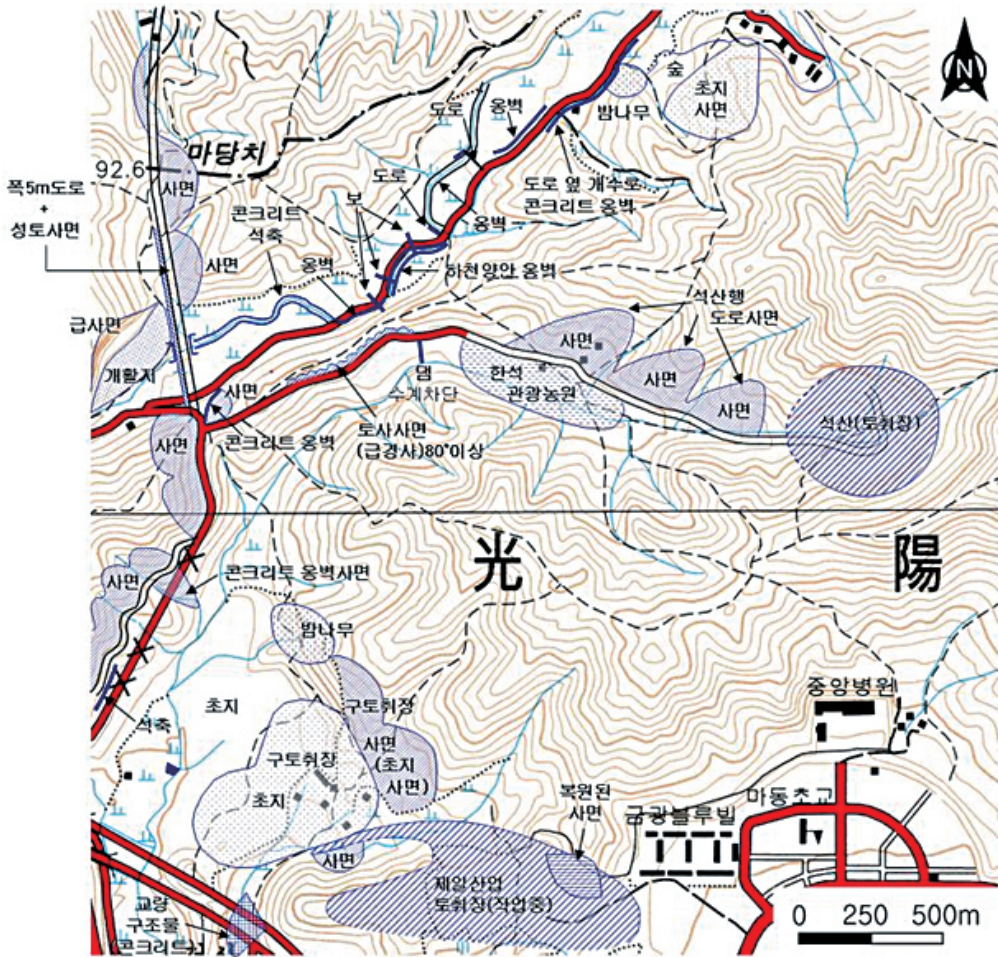 N
숲
초지
사면
밤나무
옹벽
도로
마당치
92.6
사면
폭5m도로
+
성토사면
도로
보
콘크리트
석축
옹벽
도로 옆 개수로
콘크리트 옹벽
옹벽
사면
하천양안 옹벽
급사면
석산행
도로사면
사면
개활지
댐
수계차단
한석
관광농원
사면
사면
사면
석산(토취장)
사면
콘크리트 옹벽
토사사면
(급경사)80°이상
光
陽
사면
콘크리트 옹벽사면
밤나무
중앙병원
초지
석축
구토취장
사면
(초지
사면)
구토취장
초지
복원된
사면
금광블루빌
마동초교
사면
제일산업
토취장(작업중)
교량
구조물
(콘크리트)
0 250 500m